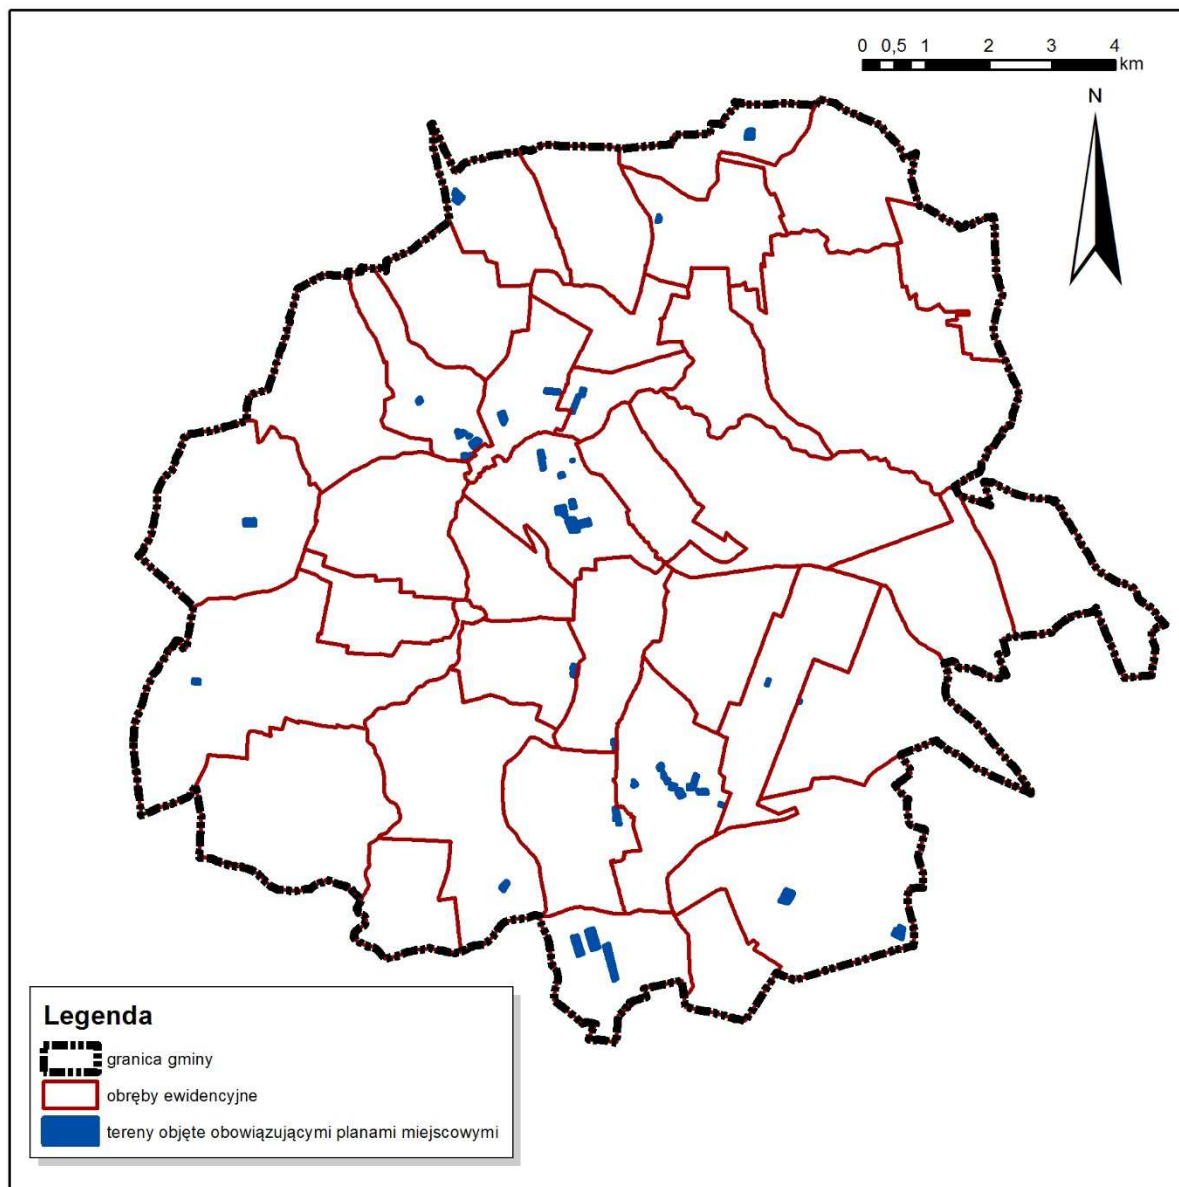 0 0,5 1 2 3 4
km
N
Legenda
granica gminy
obręby ewidencyjne
tereny objęte obowiązującymi planami miejscowymi